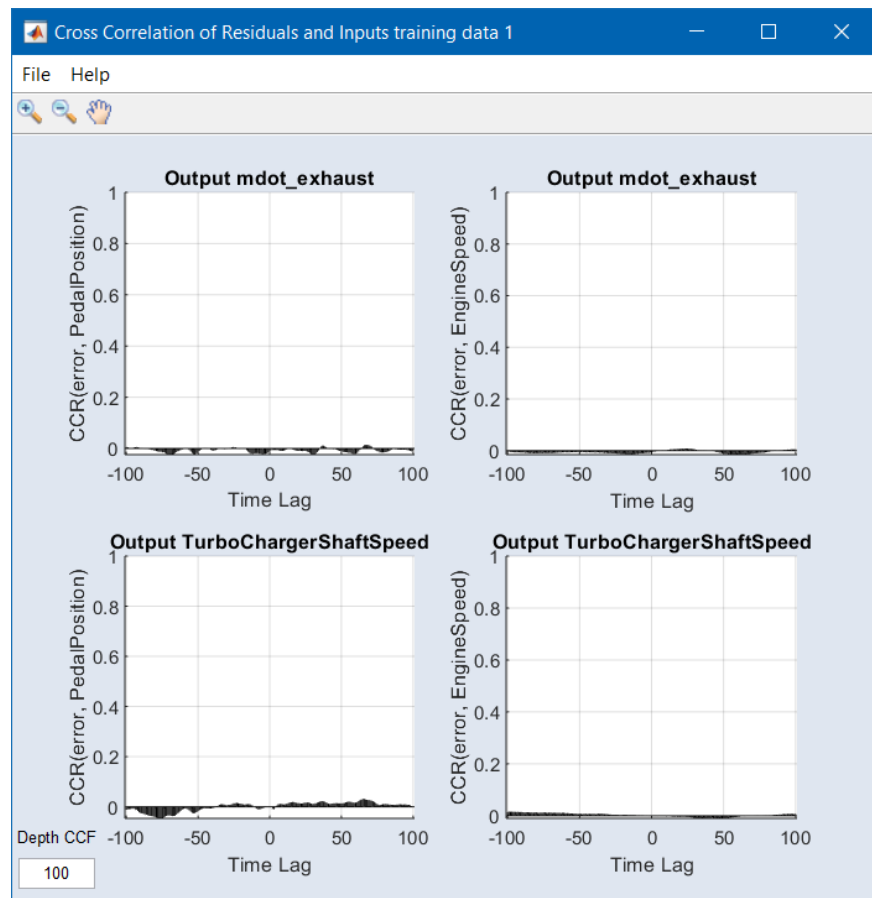 Cross Correlation of Residuals and Inputs training data 1
File Help
Output mdot_exhaust
CCR(error, PedalPosition)
1
0.8
0.6
0.4
0.2
0
-100 -50 0 50 100
Time Lag
Output mdot_exhaust
CCR(error, EngineSpeed)
1
0.8
0.6
0.4
0.2
0
-100 -50 0 50 100
Time Lag
Output TurboChargerShaftSpeed
CCR(error, PedalPosition)
1
0.8
0.6
0.4
0.2
0
-100 -50 0 50 100
Time Lag
Output TurboChargerShaftSpeed
CCR(error, EngineSpeed)
1
0.8
0.6
0.4
0.2
0
-100 -50 0 50 100
Time Lag
Depth CCF
100